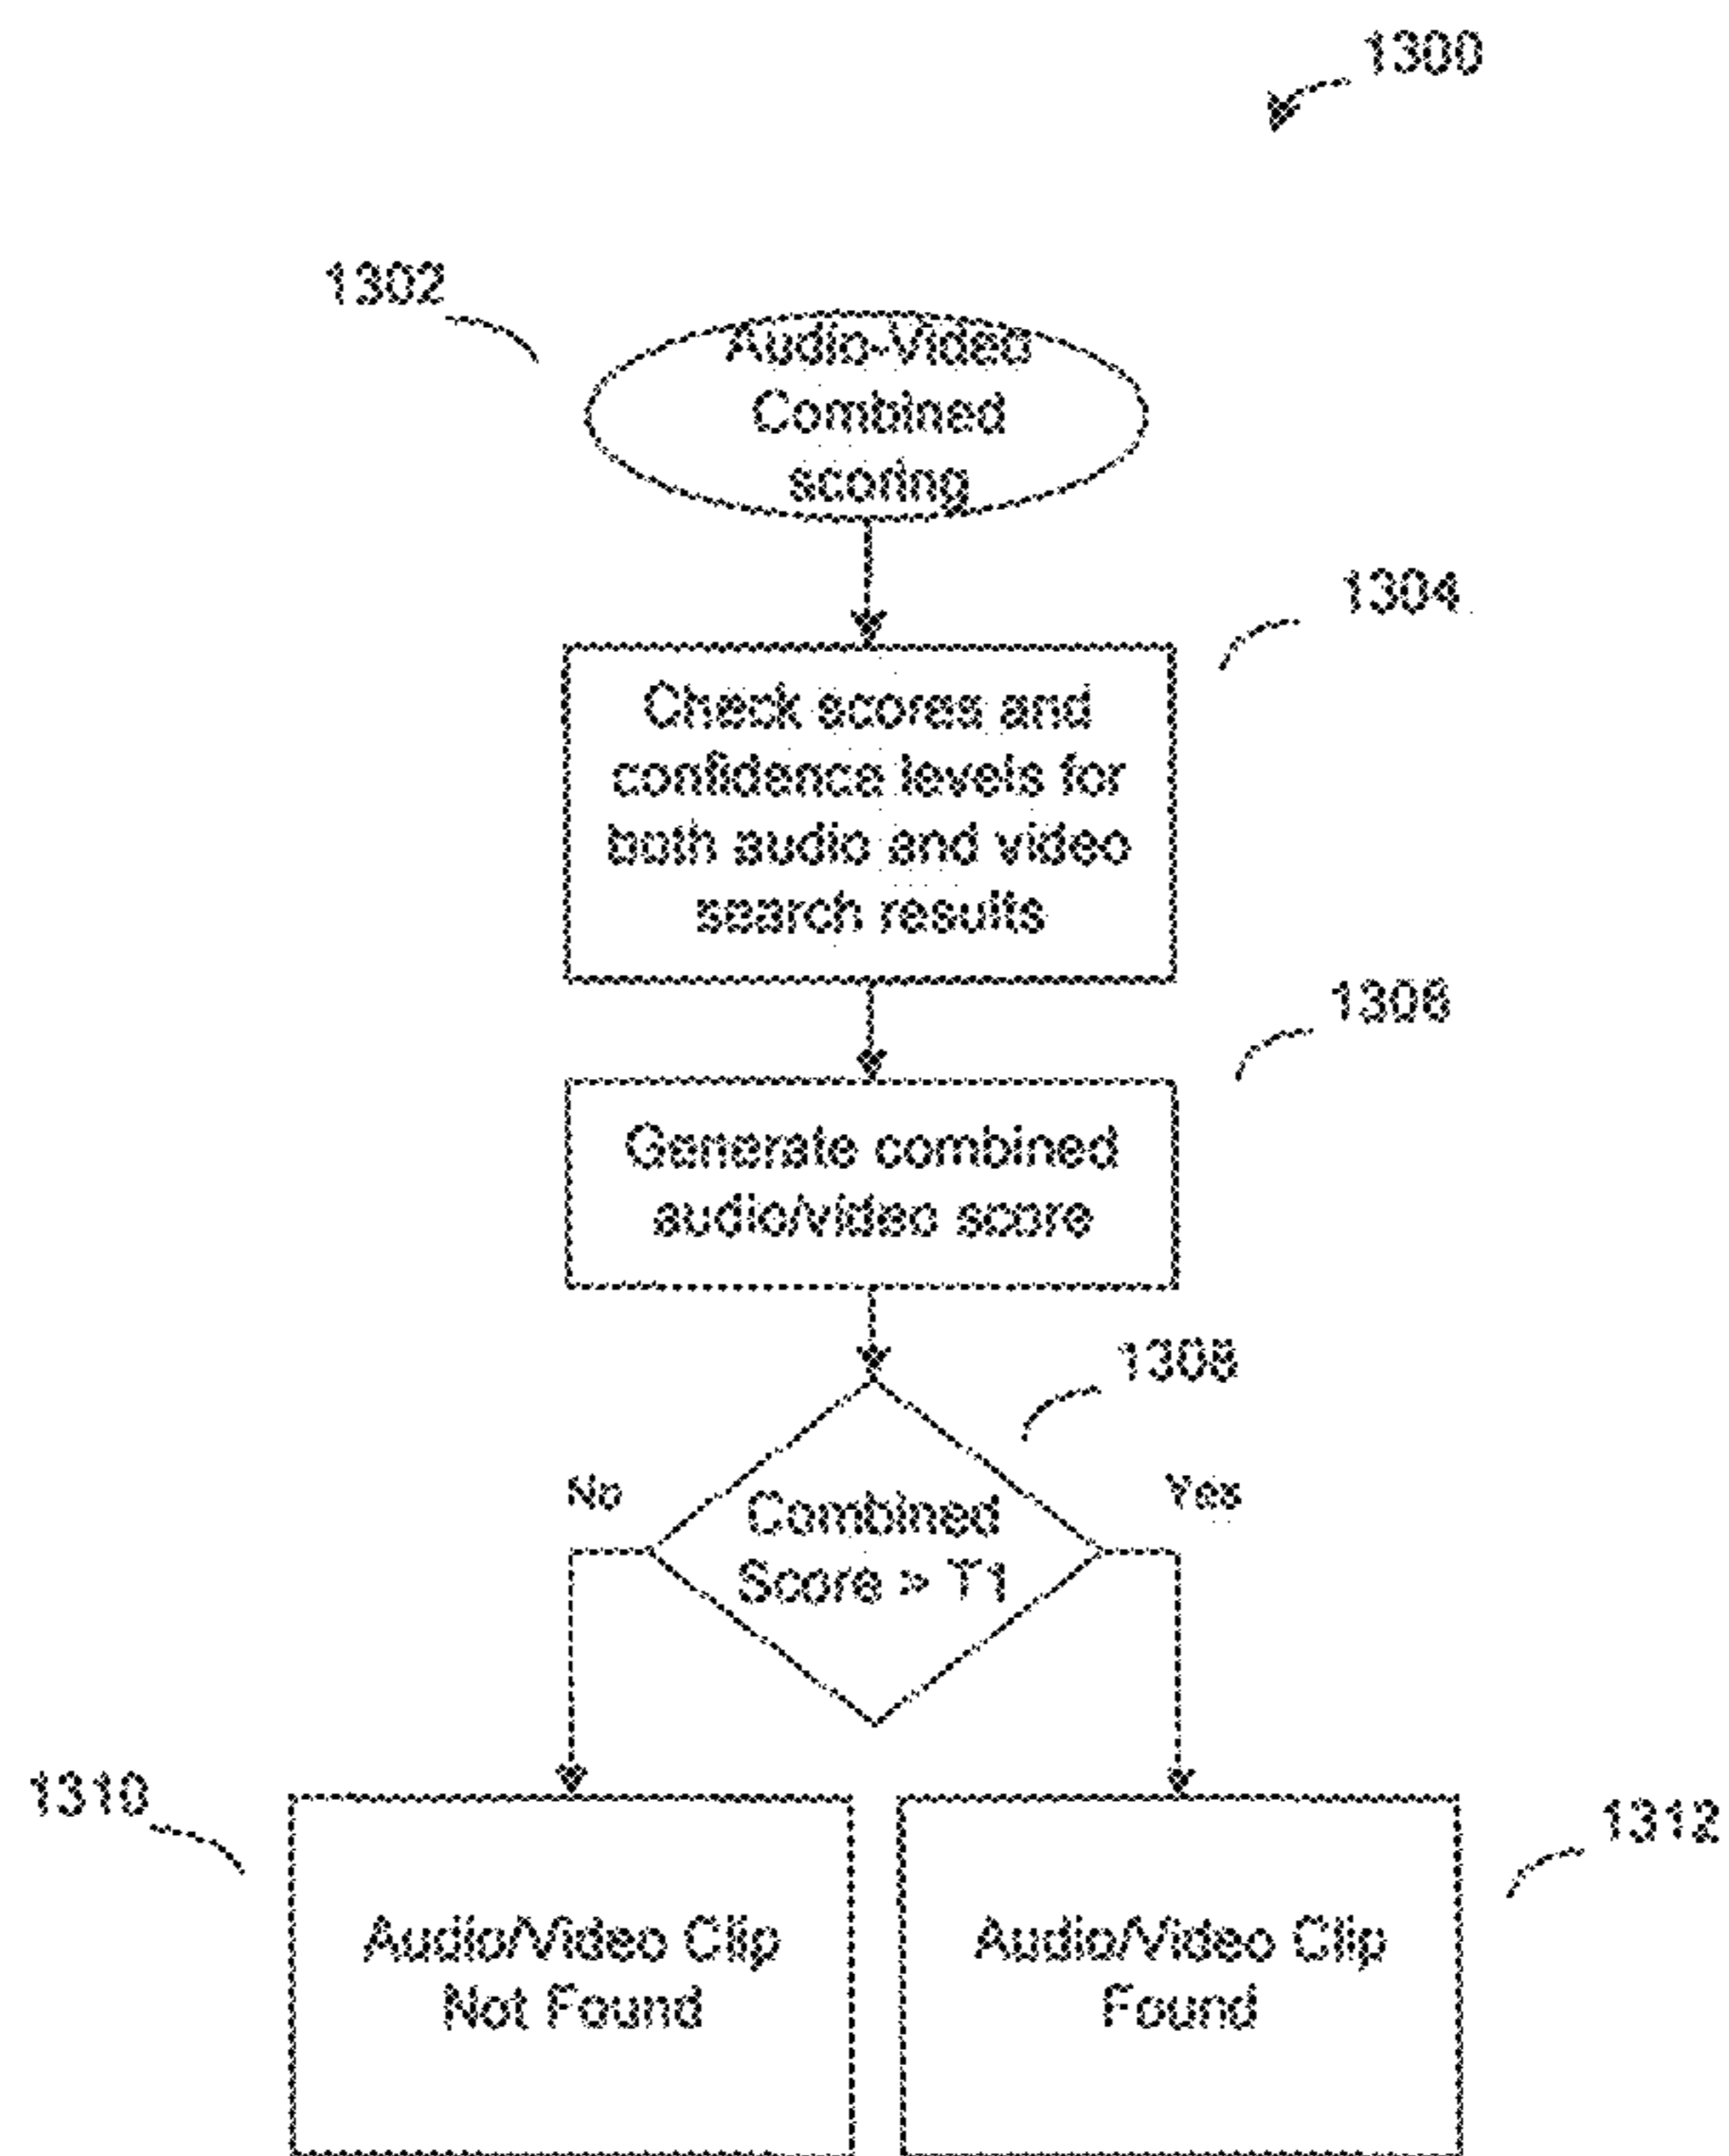 1300
1302
Audio-Video
Combined
scoring
1304
Check scores and
confidence levels for
both audio and video
search results
1306
Generate combined
audio/video score
1308
No
Yes
Combined
Score > T1
1310
1312
Audio/Video Clip
Not Found
Audio/Video Clip
Found